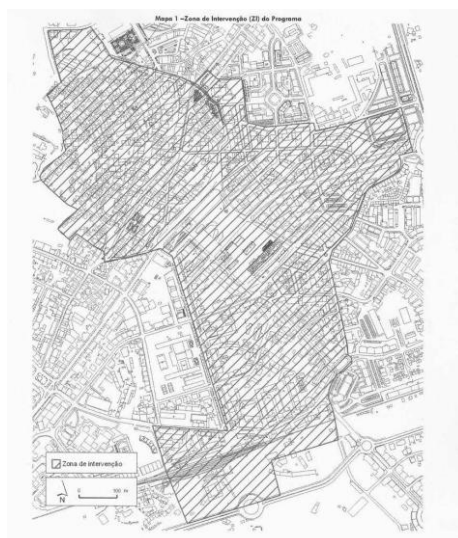 Mapa 1 –Zona de Intervenção (ZI) do Programa
Zona de intervenção
0 100 m
N